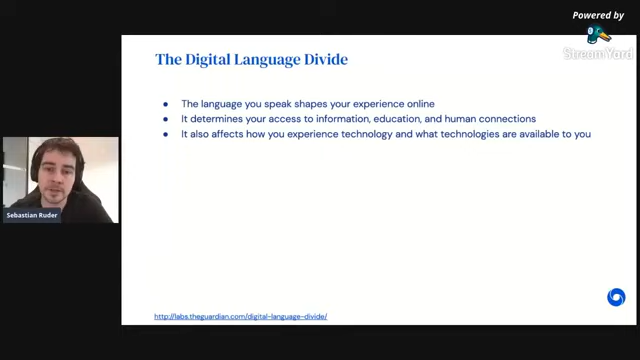 Powered by
StreamYard
The Digital Language Divide
● The language you speak shapes your experience online
● It determines your access to information, education, and human connections
● It also affects how you experience technology and what technologies are available to you
Sebastian Ruder
http://labs.theguardian.com/digital-language-divide/